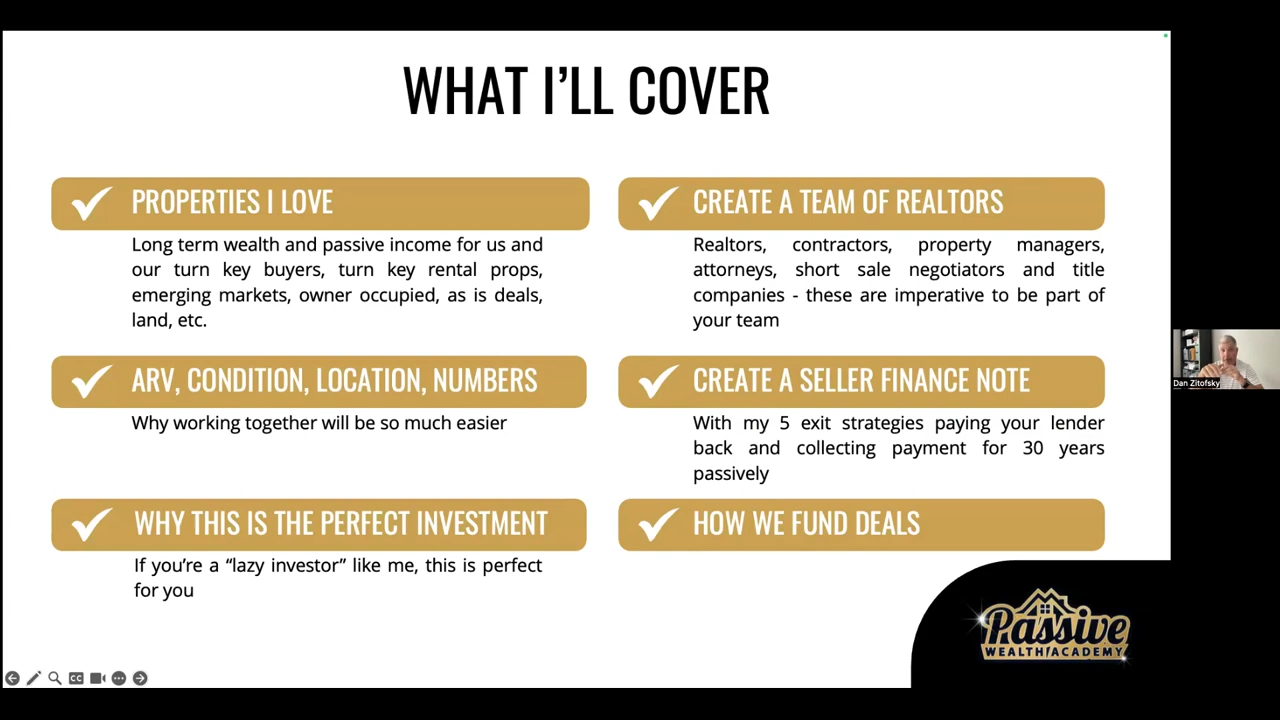 WHAT I’LL COVER
PROPERTIES I LOVE
Long term wealth and passive income for us and
our turn key buyers, turn key rental props,
emerging markets, owner occupied, as is deals,
land, etc.
CREATE A TEAM OF REALTORS
Realtors, contractors, property managers,
attorneys, short sale negotiators and title
companies - these are imperative to be part of
your team
ARV, CONDITION, LOCATION, NUMBERS
Why working together will be so much easier
CREATE A SELLER FINANCE NOTE
With my 5 exit strategies paying your lender
back and collecting payment for 30 years
passively
WHY THIS IS THE PERFECT INVESTMENT
If you’re a “lazy investor” like me, this is perfect
for you
HOW WE FUND DEALS
Passive
WEALTH ACADEMY
Dan Zitofsky
CC